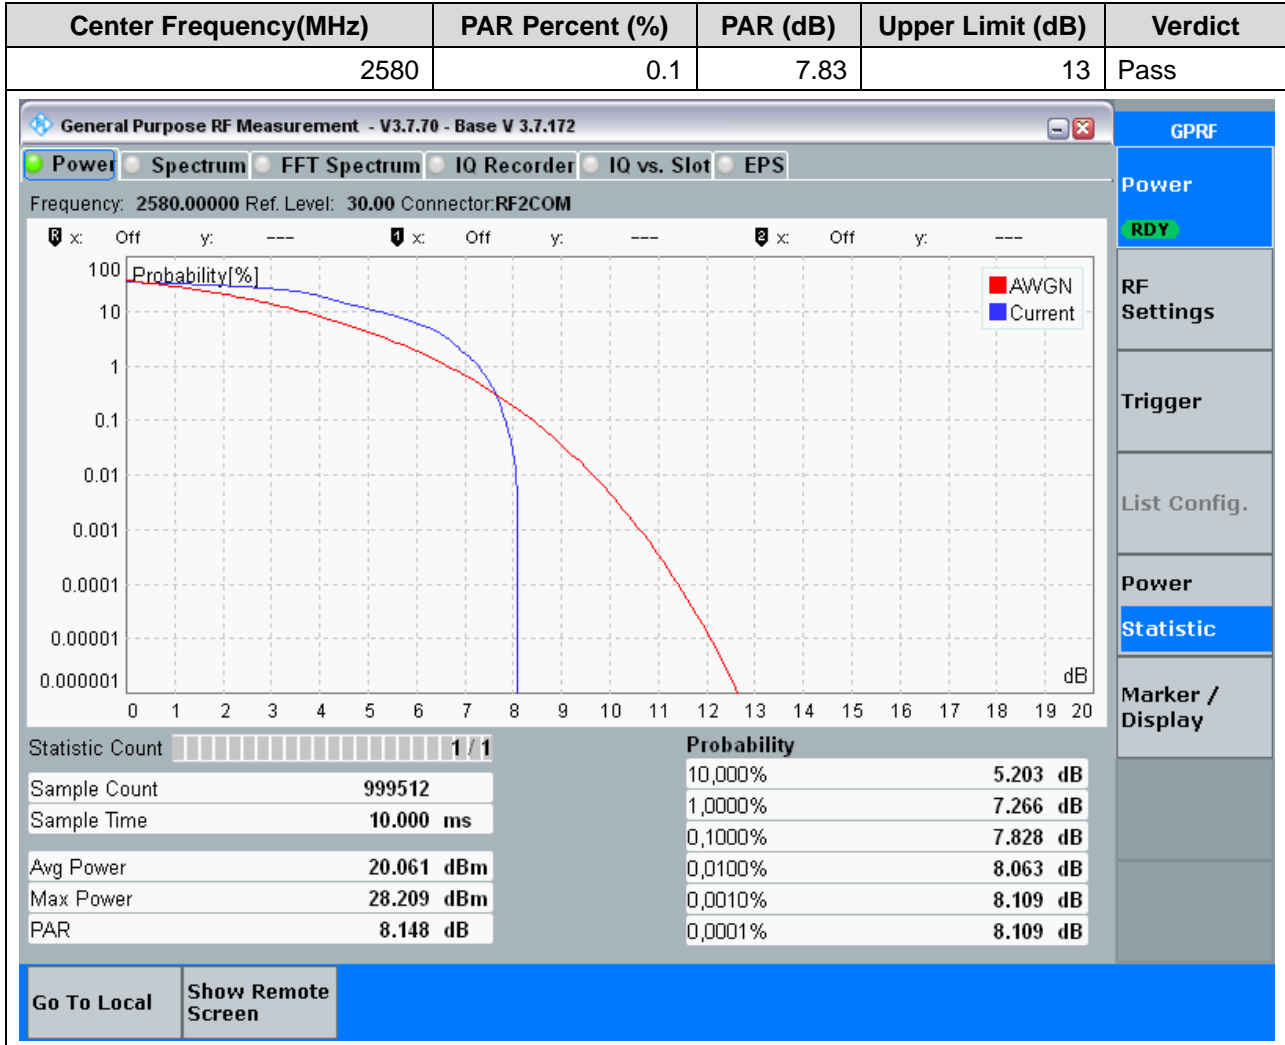 Center Frequency(MHz) PAR Percent (%) PAR (dB) Upper Limit (dB) Verdict
2580 0.1 7.83 13 Pass
General Purpose RF Measurement - V3.7.70 - Base V 3.7.172
GPRF
Power Spectrum FFT Spectrum IQ Recorder IQ vs. Slot EPS
Frequency: 2580.00000 Ref. Level: 30.00 Connector:RF2COM
R x: Off y: --- 1 x: Off y: --- 2 x: Off y: ---
Probability[%]
100
10
1
0.1
0.01
0.001
0.0001
0.00001
0.000001
AWGN
Current
dB
0 1 2 3 4 5 6 7 8 9 10 11 12 13 14 15 16 17 18 19 20
Statistic Count 1 / 1
Sample Count 999512
Sample Time 10.000 ms
Avg Power 20.061 dBm
Max Power 28.209 dBm
PAR 8.148 dB
Probability
10,000% 5.203 dB
1,0000% 7.266 dB
0,1000% 7.828 dB
0,0100% 8.063 dB
0,0010% 8.109 dB
0,0001% 8.109 dB
Power
RDY
RF
Settings
Trigger
List Config.
Power
Statistic
Marker /
Display
Go To Local
Show Remote
Screen